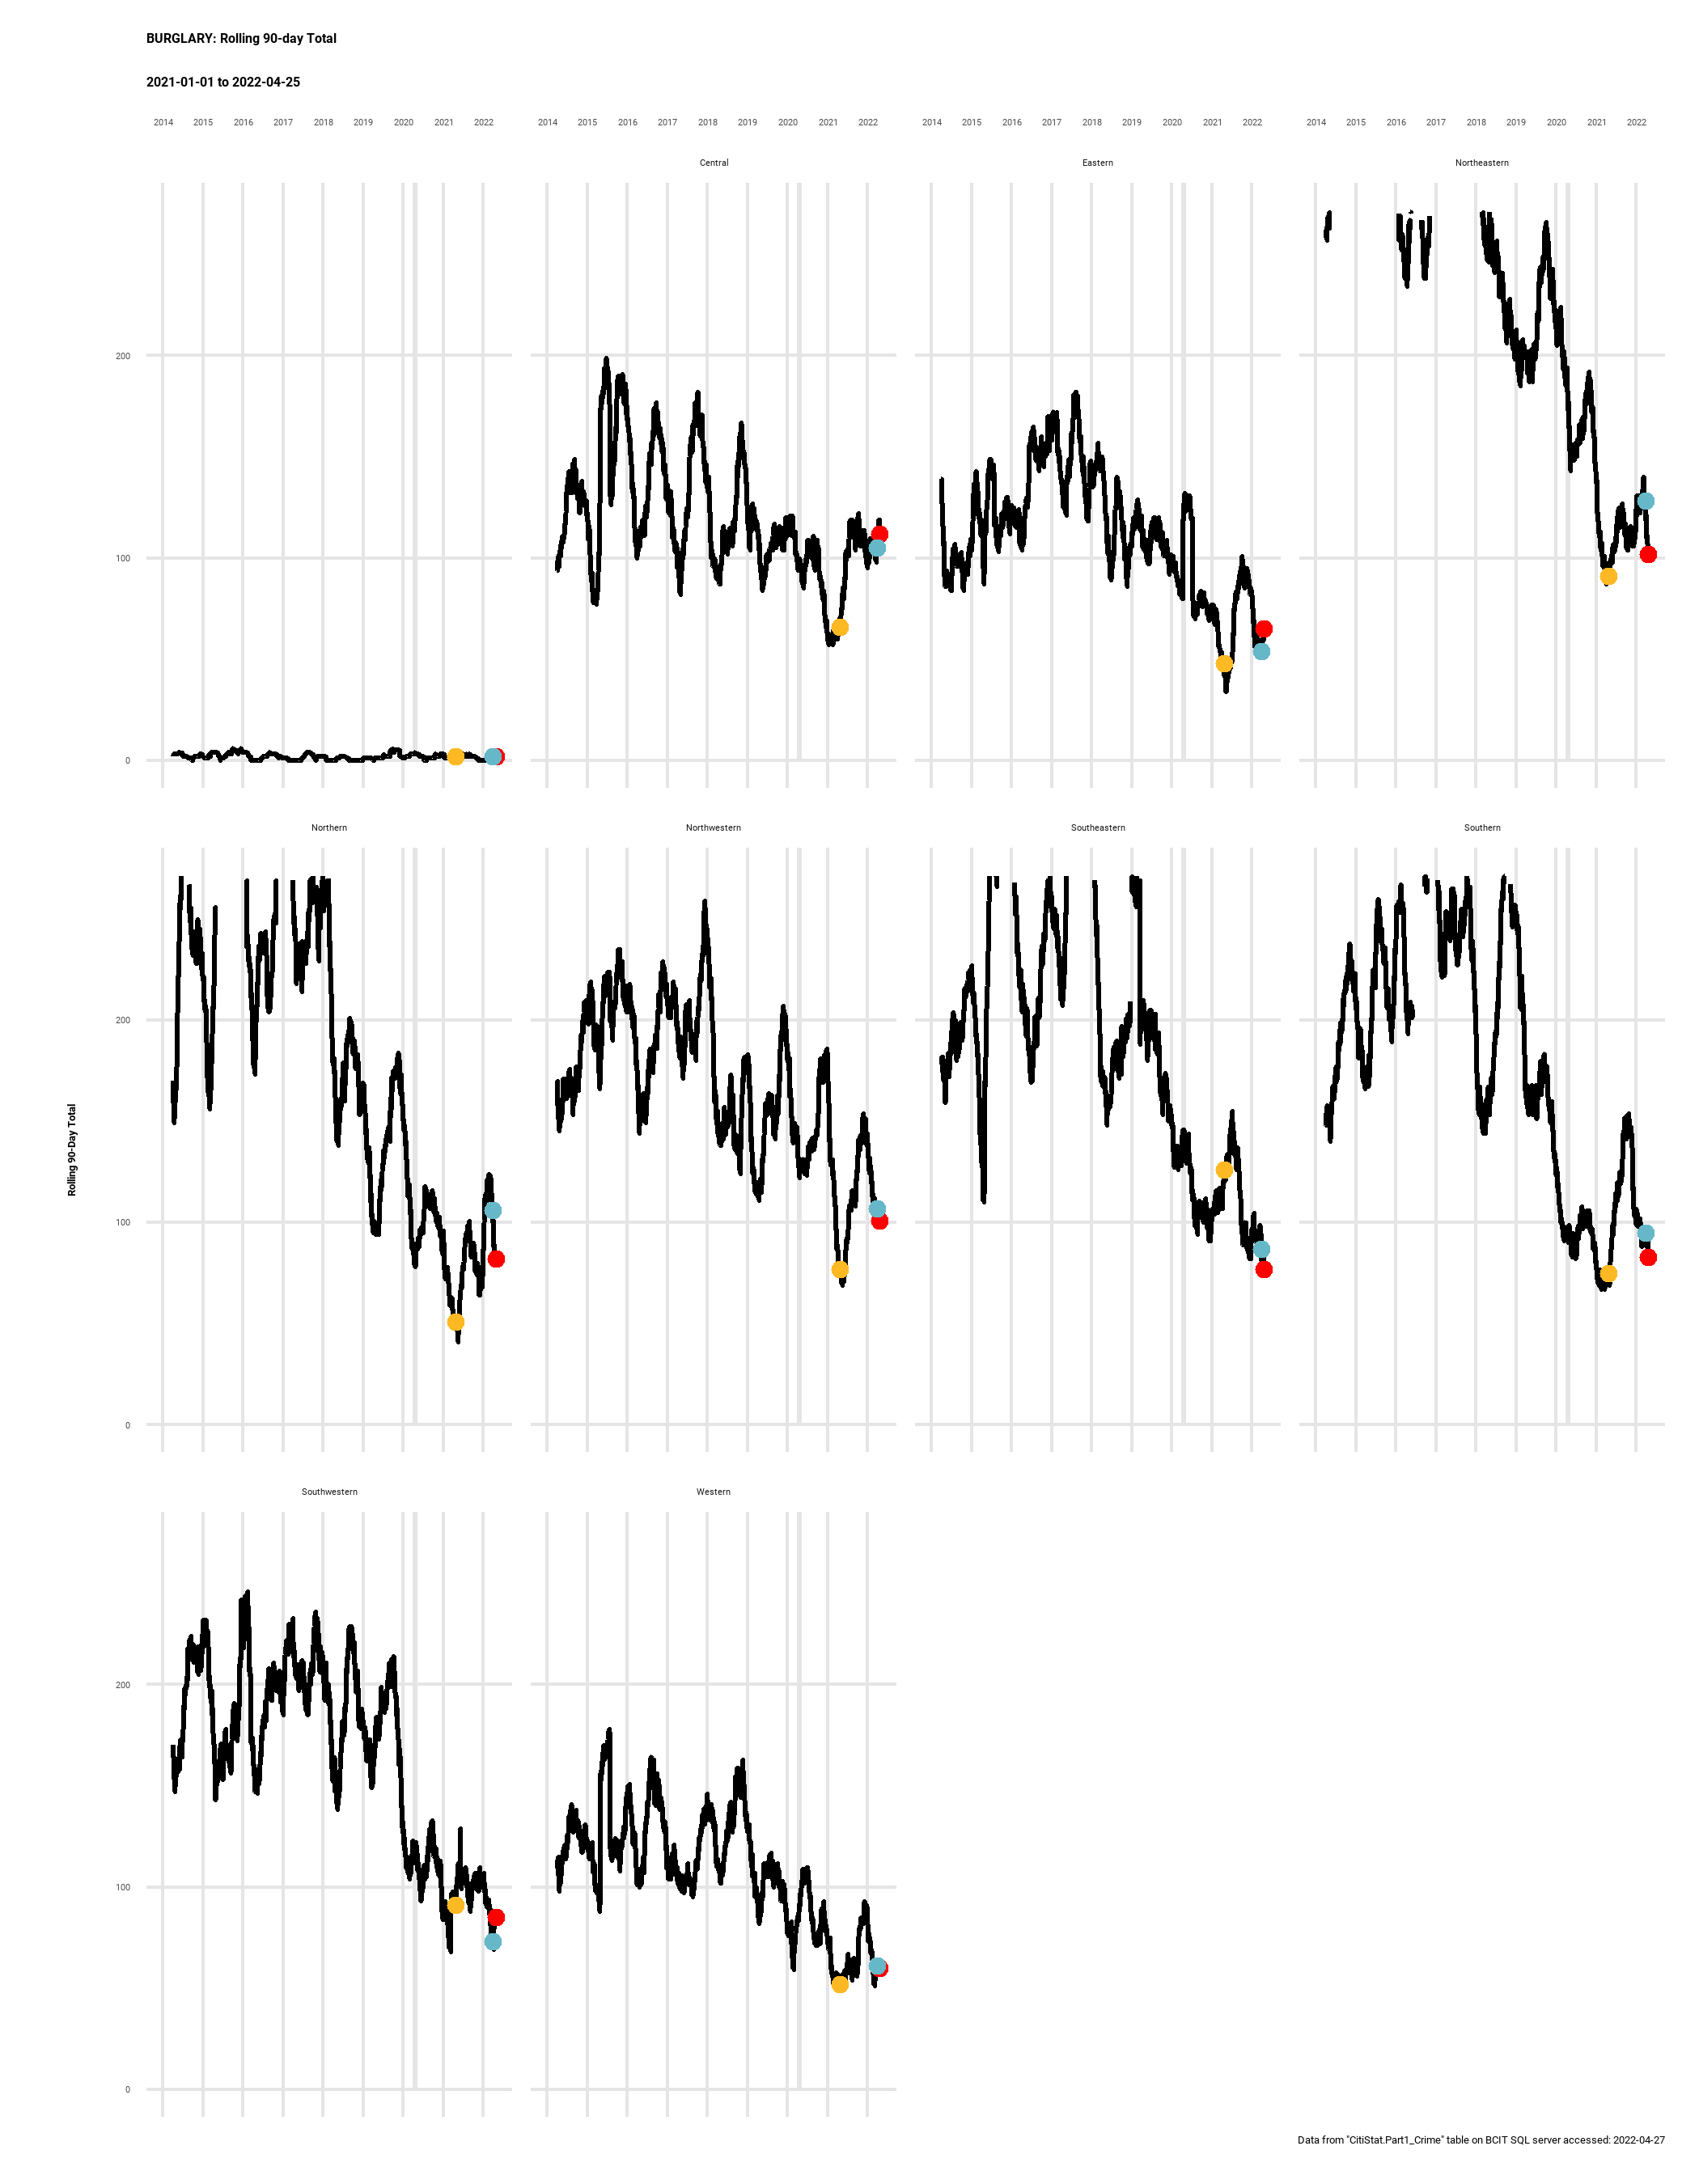 BURGLARY: Rolling 90-day Total
2021-01-01 to 2022-04-25
2014 2015 2016 2017 2018 2019 2020 2021 2022 2014 2015 2016 2017 2018 2019 2020 2021 2022 2014 2015 2016 2017 2018 2019 2020 2021 2022 2014 2015 2016 2017 2018 2019 2020 2021 2022
Central Eastern Northeastern
200
100
0
Northern Northwestern Southeastern Southern
200
100
0
Rolling 90-Day Total
Southwestern Western
200
100
0
Data from "CitiStat.Part1_Crime" table on BCIT SQL server accessed: 2022-04-27